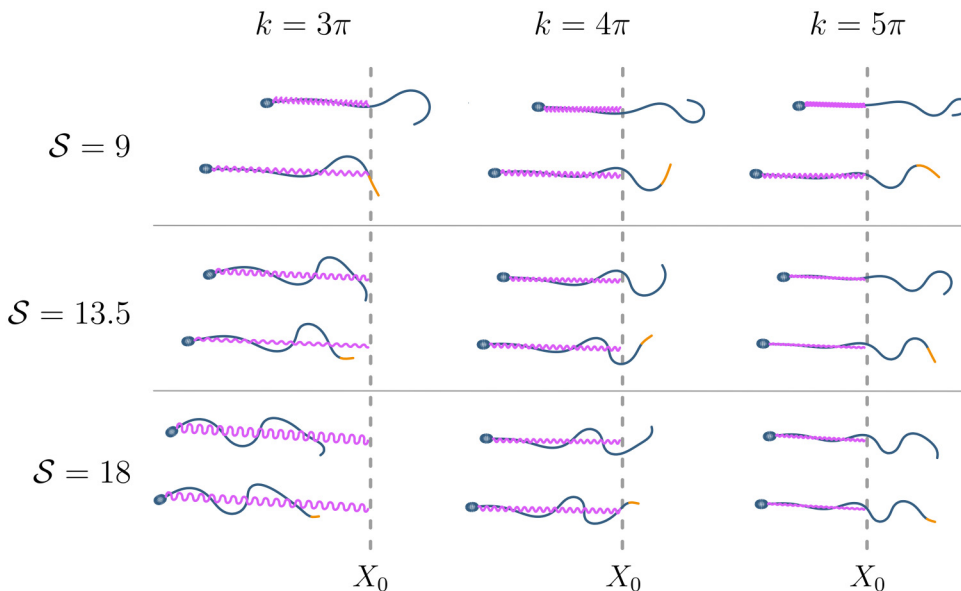 k = 3π k = 4π k = 5π
𝒮 = 9
𝒮 = 13.5
𝒮 = 18
X₀ X₀ X₀